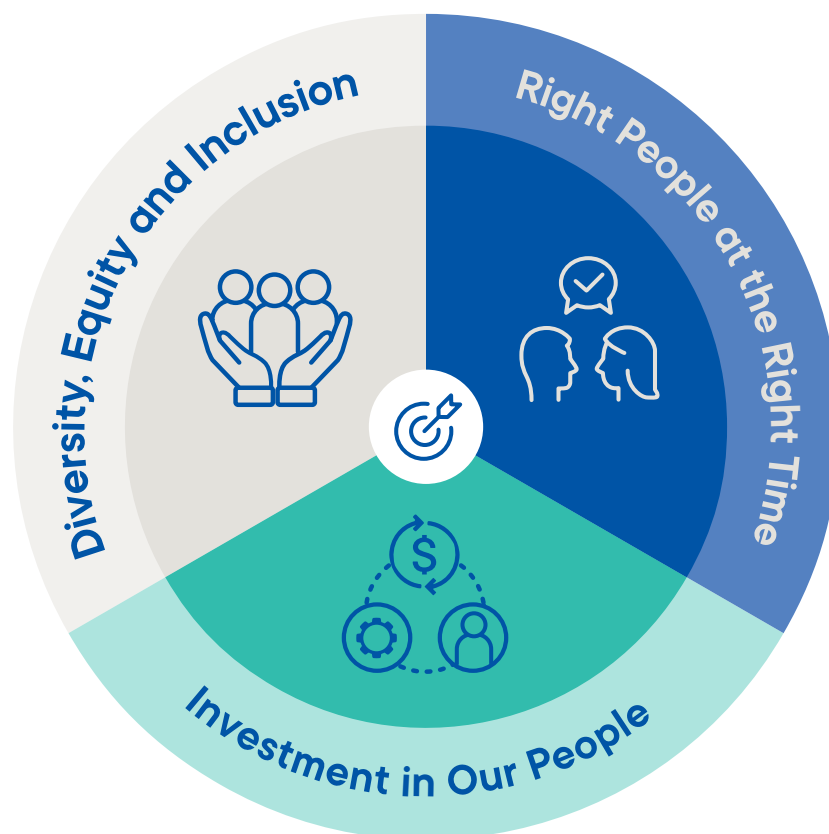 Diversity, Equity and Inclusion
Right People at the Right Time
$
Investment in Our People